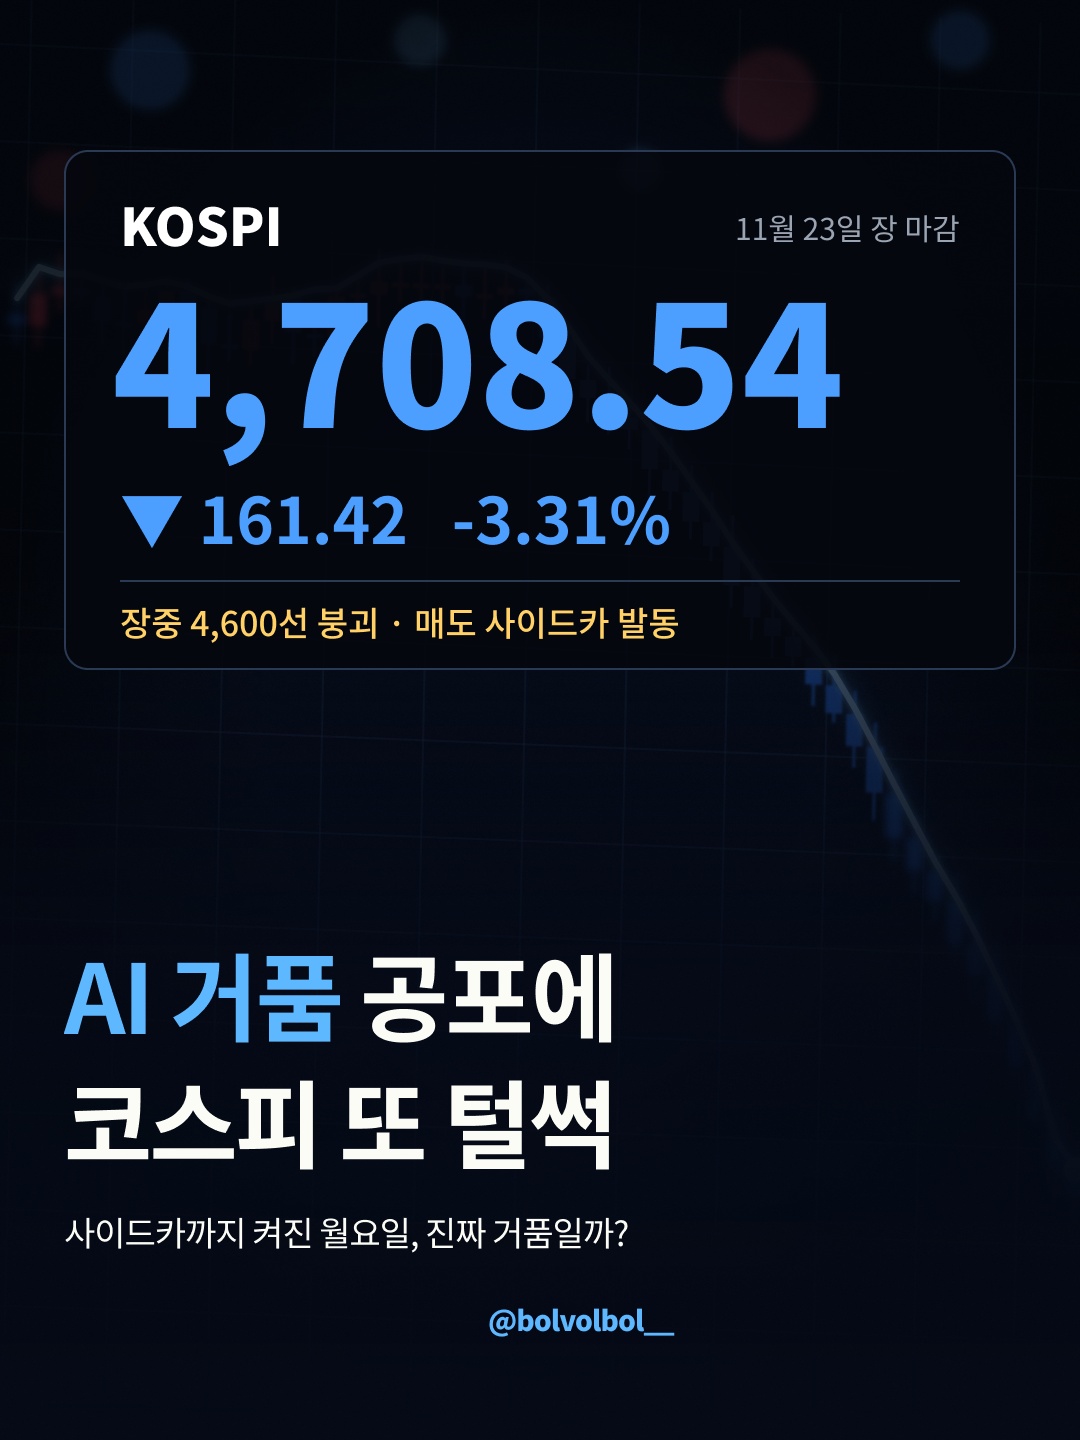 KOSPI
11월 23일 장 마감
4,708.54
▼ 161.42 -3.31%
장중 4,600선 붕괴 · 매도 사이드카 발동
AI 거품 공포에
코스피 또 털썩
사이드카까지 켜진 월요일, 진짜 거품일까?
@bolvolbol__